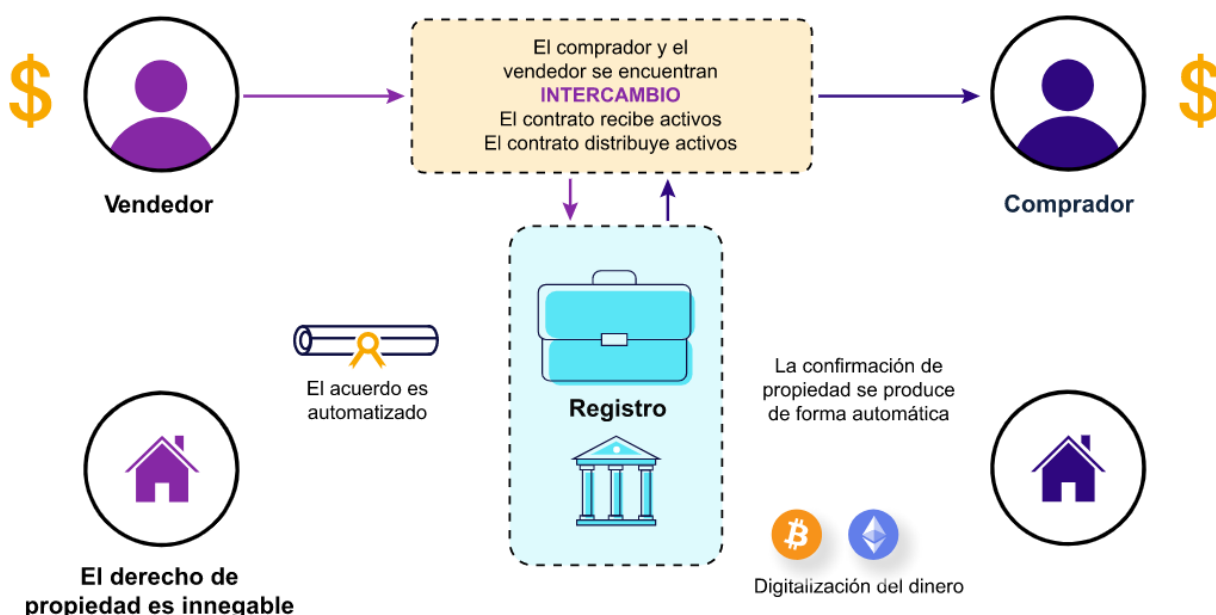 $
El comprador y el
vendedor se encuentran
INTERCAMBIO
El contrato recibe activos
El contrato distribuye activos
$
Vendedor
Comprador
El acuerdo es
automatizado
Registro
La confirmación de
propiedad se produce
de forma automática
Digitalización del dinero
El derecho de
propiedad es innegable